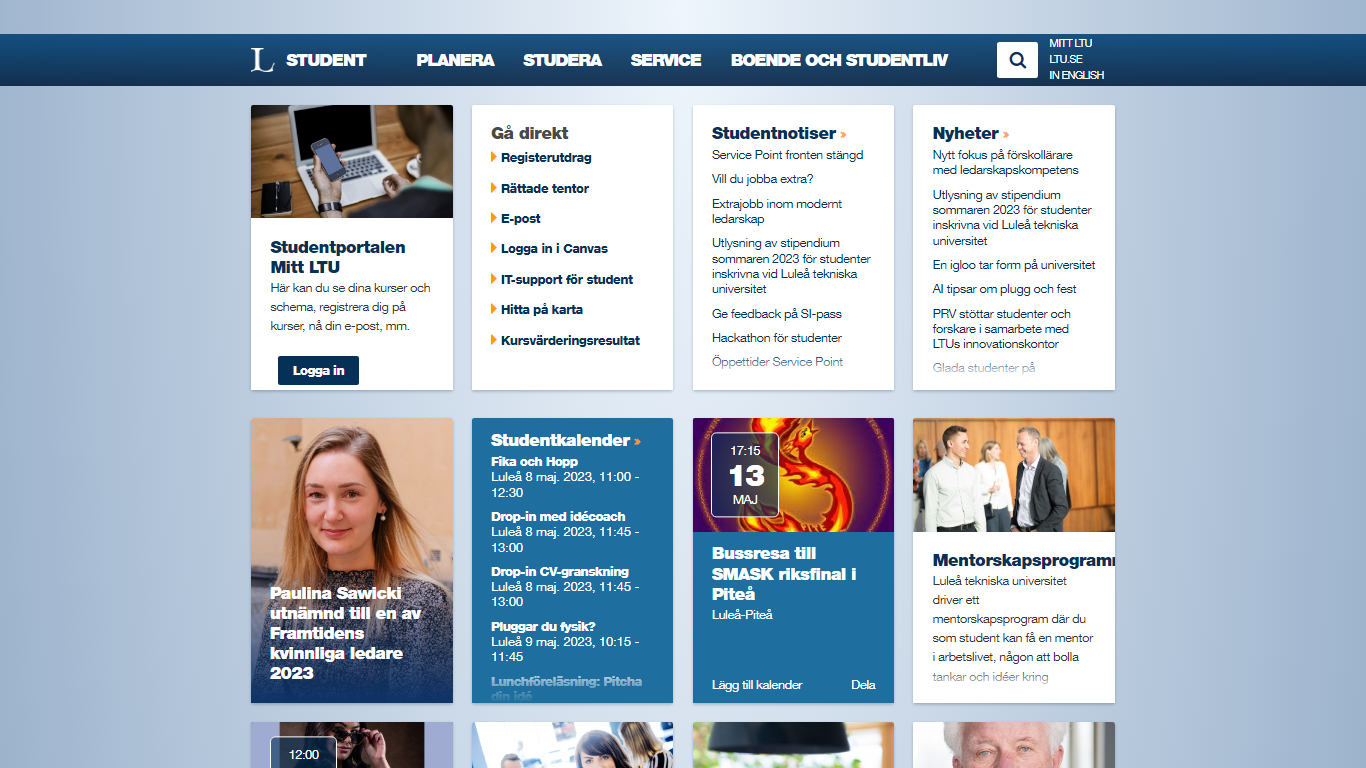 L STUDENT PLANERA STUDERA SERVICE BOENDE OCH STUDENTLIV
MITT LTU
LTU.SE
IN ENGLISH
Studentportalen
Mitt LTU
Här kan du se dina kurser och
schema, registrera dig på
kurser, nå din e-post, mm.
Logga in
Gå direkt
Registerutdrag
Rättade tentor
E-post
Logga in i Canvas
IT-support för student
Hitta på karta
Kursvärderingsresultat
Studentnotiser »
Service Point fronten stängd
Vill du jobba extra?
Extrajobb inom modernt
ledarskap
Utlysning av stipendium
sommaren 2023 för studenter
inskrivna vid Luleå tekniska
universitet
Ge feedback på SI-pass
Hackathon för studenter
Öppettider Service Point
Nyheter »
Nytt fokus på förskollärare
med ledarskapskompetens
Utlysning av stipendium
sommaren 2023 för studenter
inskrivna vid Luleå tekniska
universitet
En igloo tar form på universitet
AI tipsar om plugg och fest
PRV stöttar studenter och
forskare i samarbete med
LTUs innovationskontor
Glada studenter på
Paulina Sawicki
utnämnd till en av
Framtidens
kvinnliga ledare
2023
Studentkalender »
Fika och Hopp
Luleå 8 maj. 2023, 11:00 -
12:30
Drop-in med idécoach
Luleå 8 maj. 2023, 11:45 -
13:00
Drop-in CV-granskning
Luleå 8 maj. 2023, 11:45 -
13:00
Pluggar du fysik?
Luleå 9 maj. 2023, 10:15 -
11:45
Lunchföreläsning: Pitcha
din idé
17:15
13
MAJ
Bussresa till
SMASK riksfinal i
Piteå
Luleå-Piteå
Lägg till kalender Dela
Mentorskapsprogram
Luleå tekniska universitet
driver ett
mentorskapsprogram där du
som student kan få en mentor
i arbetslivet, någon att bolla
tankar och idéer kring
12:00